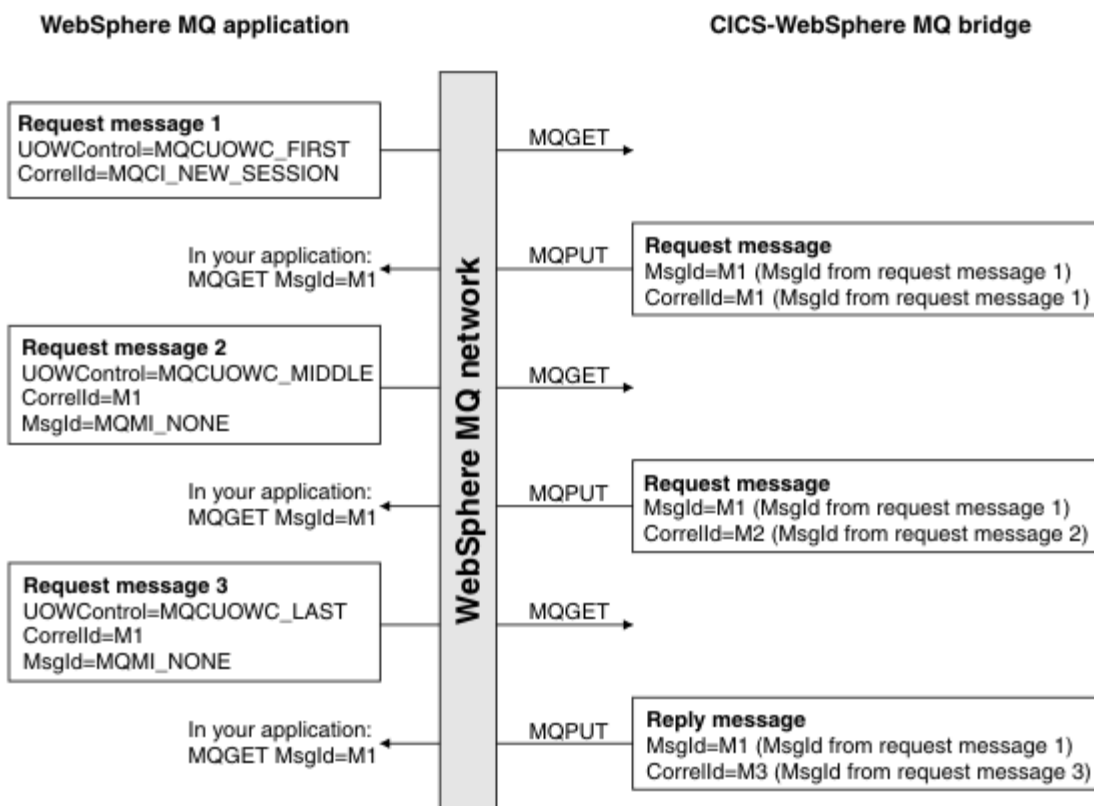 WebSphere MQ application
CICS-WebSphere MQ bridge
Request message 1
UOWControl=MQCUOWC_FIRST
CorrelId=MQCI_NEW_SESSION
MQGET
In your application:
MQGET MsgId=M1
MQPUT
Request message
MsgId=M1 (MsgId from request message 1)
CorrelId=M1 (MsgId from request message 1)
WebSphere MQ network
Request message 2
UOWControl=MQCUOWC_MIDDLE
CorrelId=M1
MsgId=MQMI_NONE
MQGET
In your application:
MQGET MsgId=M1
MQPUT
Request message
MsgId=M1 (MsgId from request message 1)
CorrelId=M2 (MsgId from request message 2)
Request message 3
UOWControl=MQCUOWC_LAST
CorrelId=M1
MsgId=MQMI_NONE
MQGET
In your application:
MQGET MsgId=M1
MQPUT
Reply message
MsgId=M1 (MsgId from request message 1)
CorrelId=M3 (MsgId from request message 3)